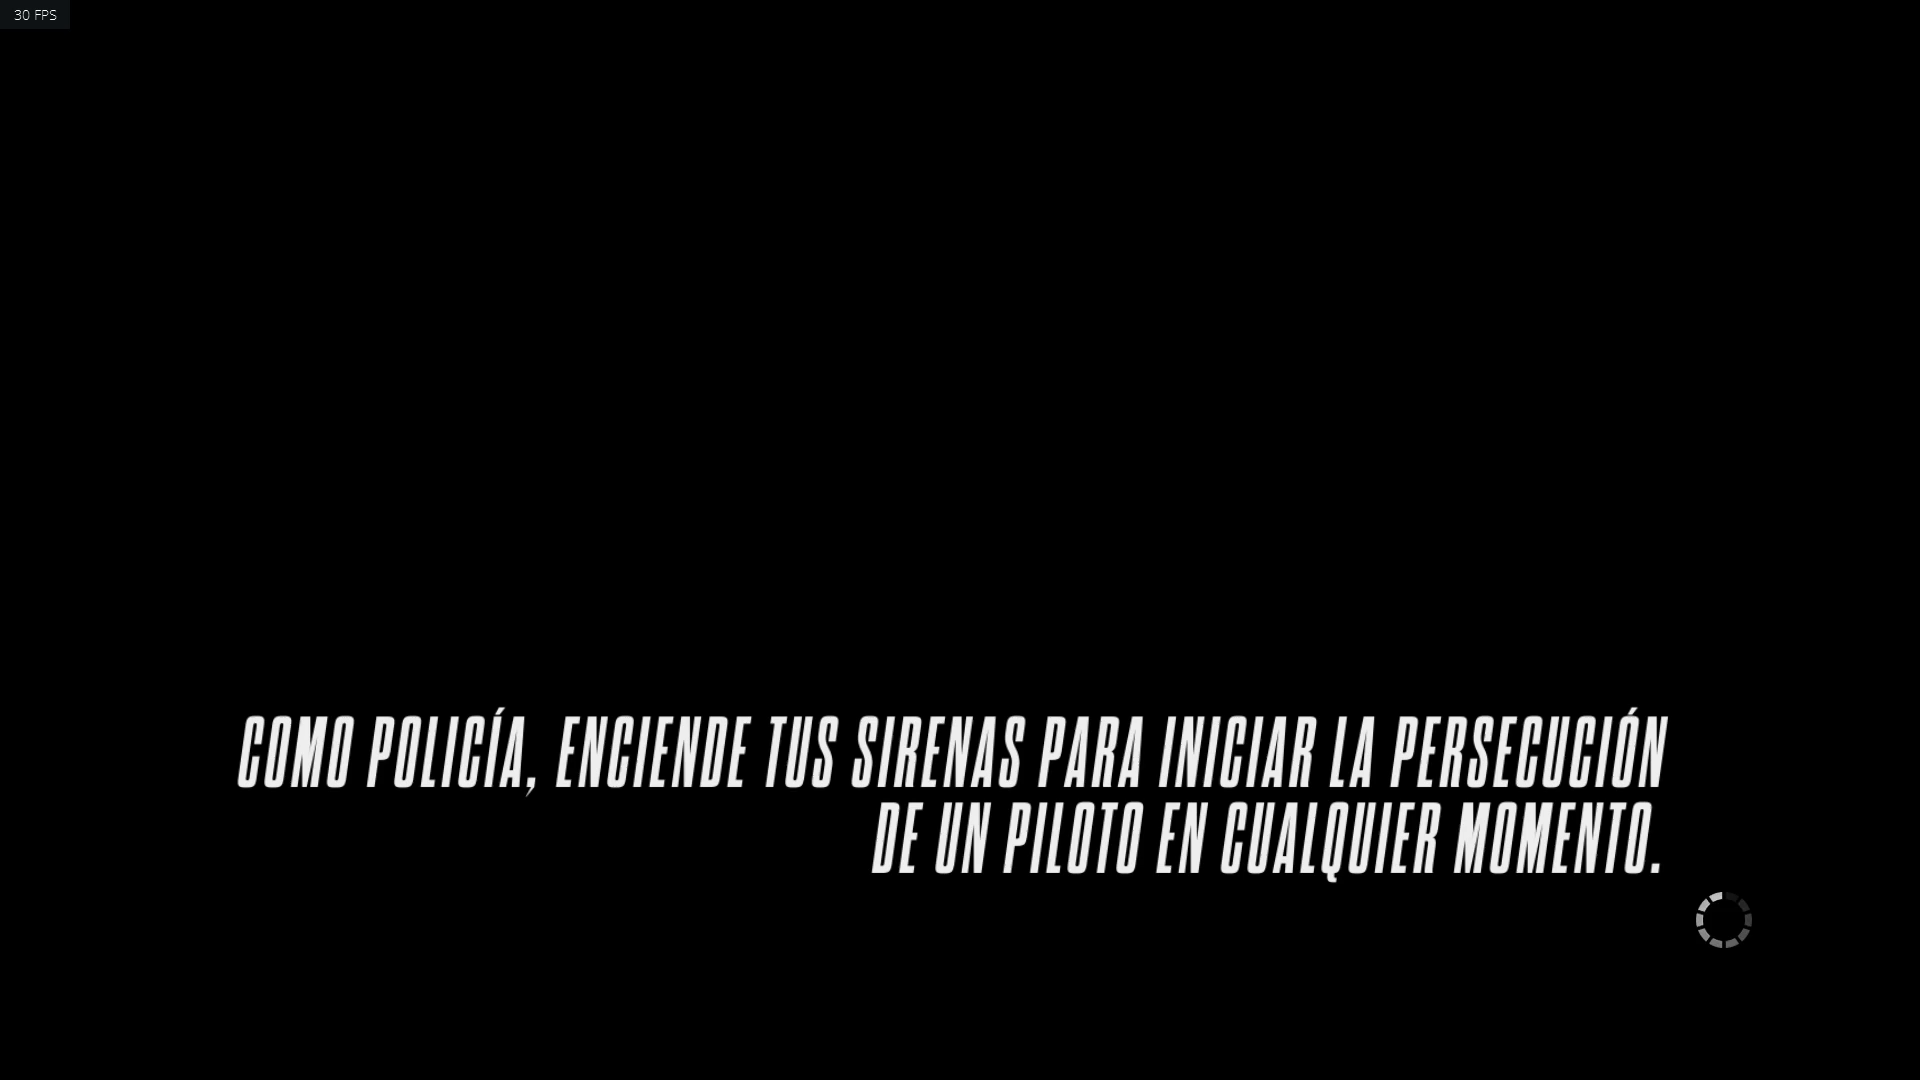 30 FPS
COMO POLICÍA, ENCIENDE TUS SIRENAS PARA INICIAR LA PERSECUCIÓN
DE UN PILOTO EN CUALQUIER MOMENTO.